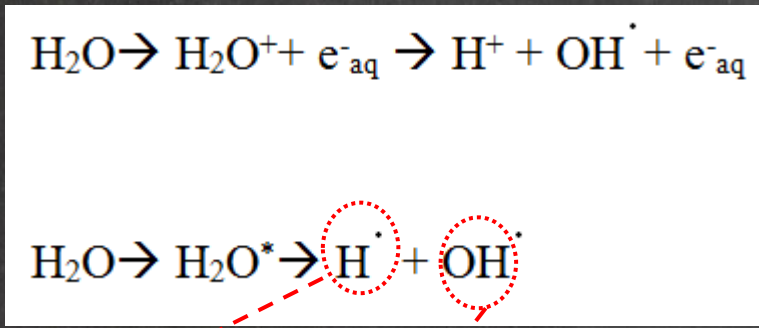 H₂O→ H₂O⁺+ e⁻aq → H⁺ + OH˙ + e⁻aq
H₂O→ H₂O*→ H˙ + OH˙